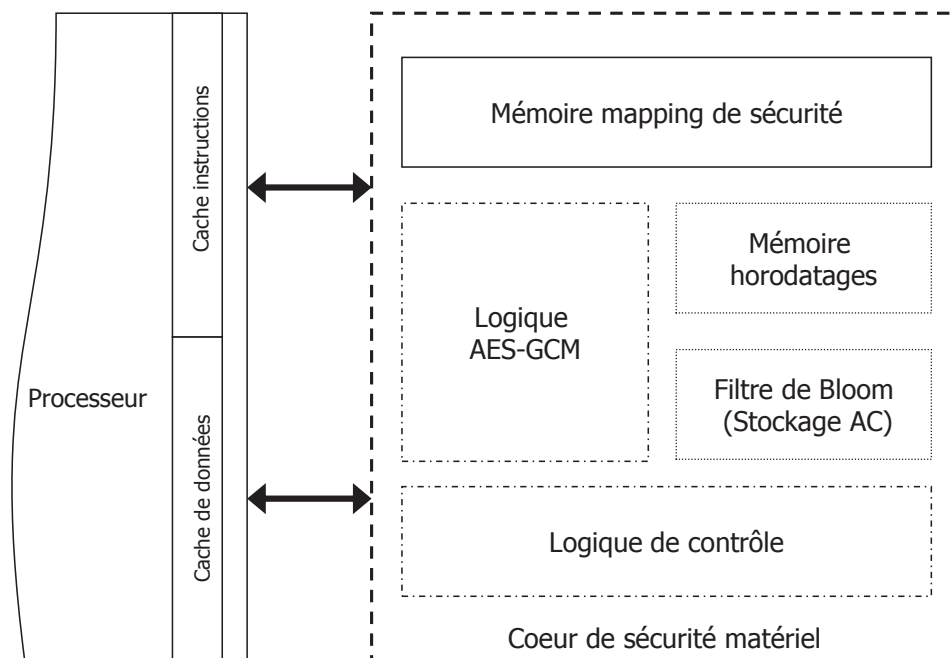 Processeur
Cache instructions
Cache de données
Mémoire mapping de sécurité
Logique
AES-GCM
Mémoire
horodatages
Filtre de Bloom
(Stockage AC)
Logique de contrôle
Coeur de sécurité matériel